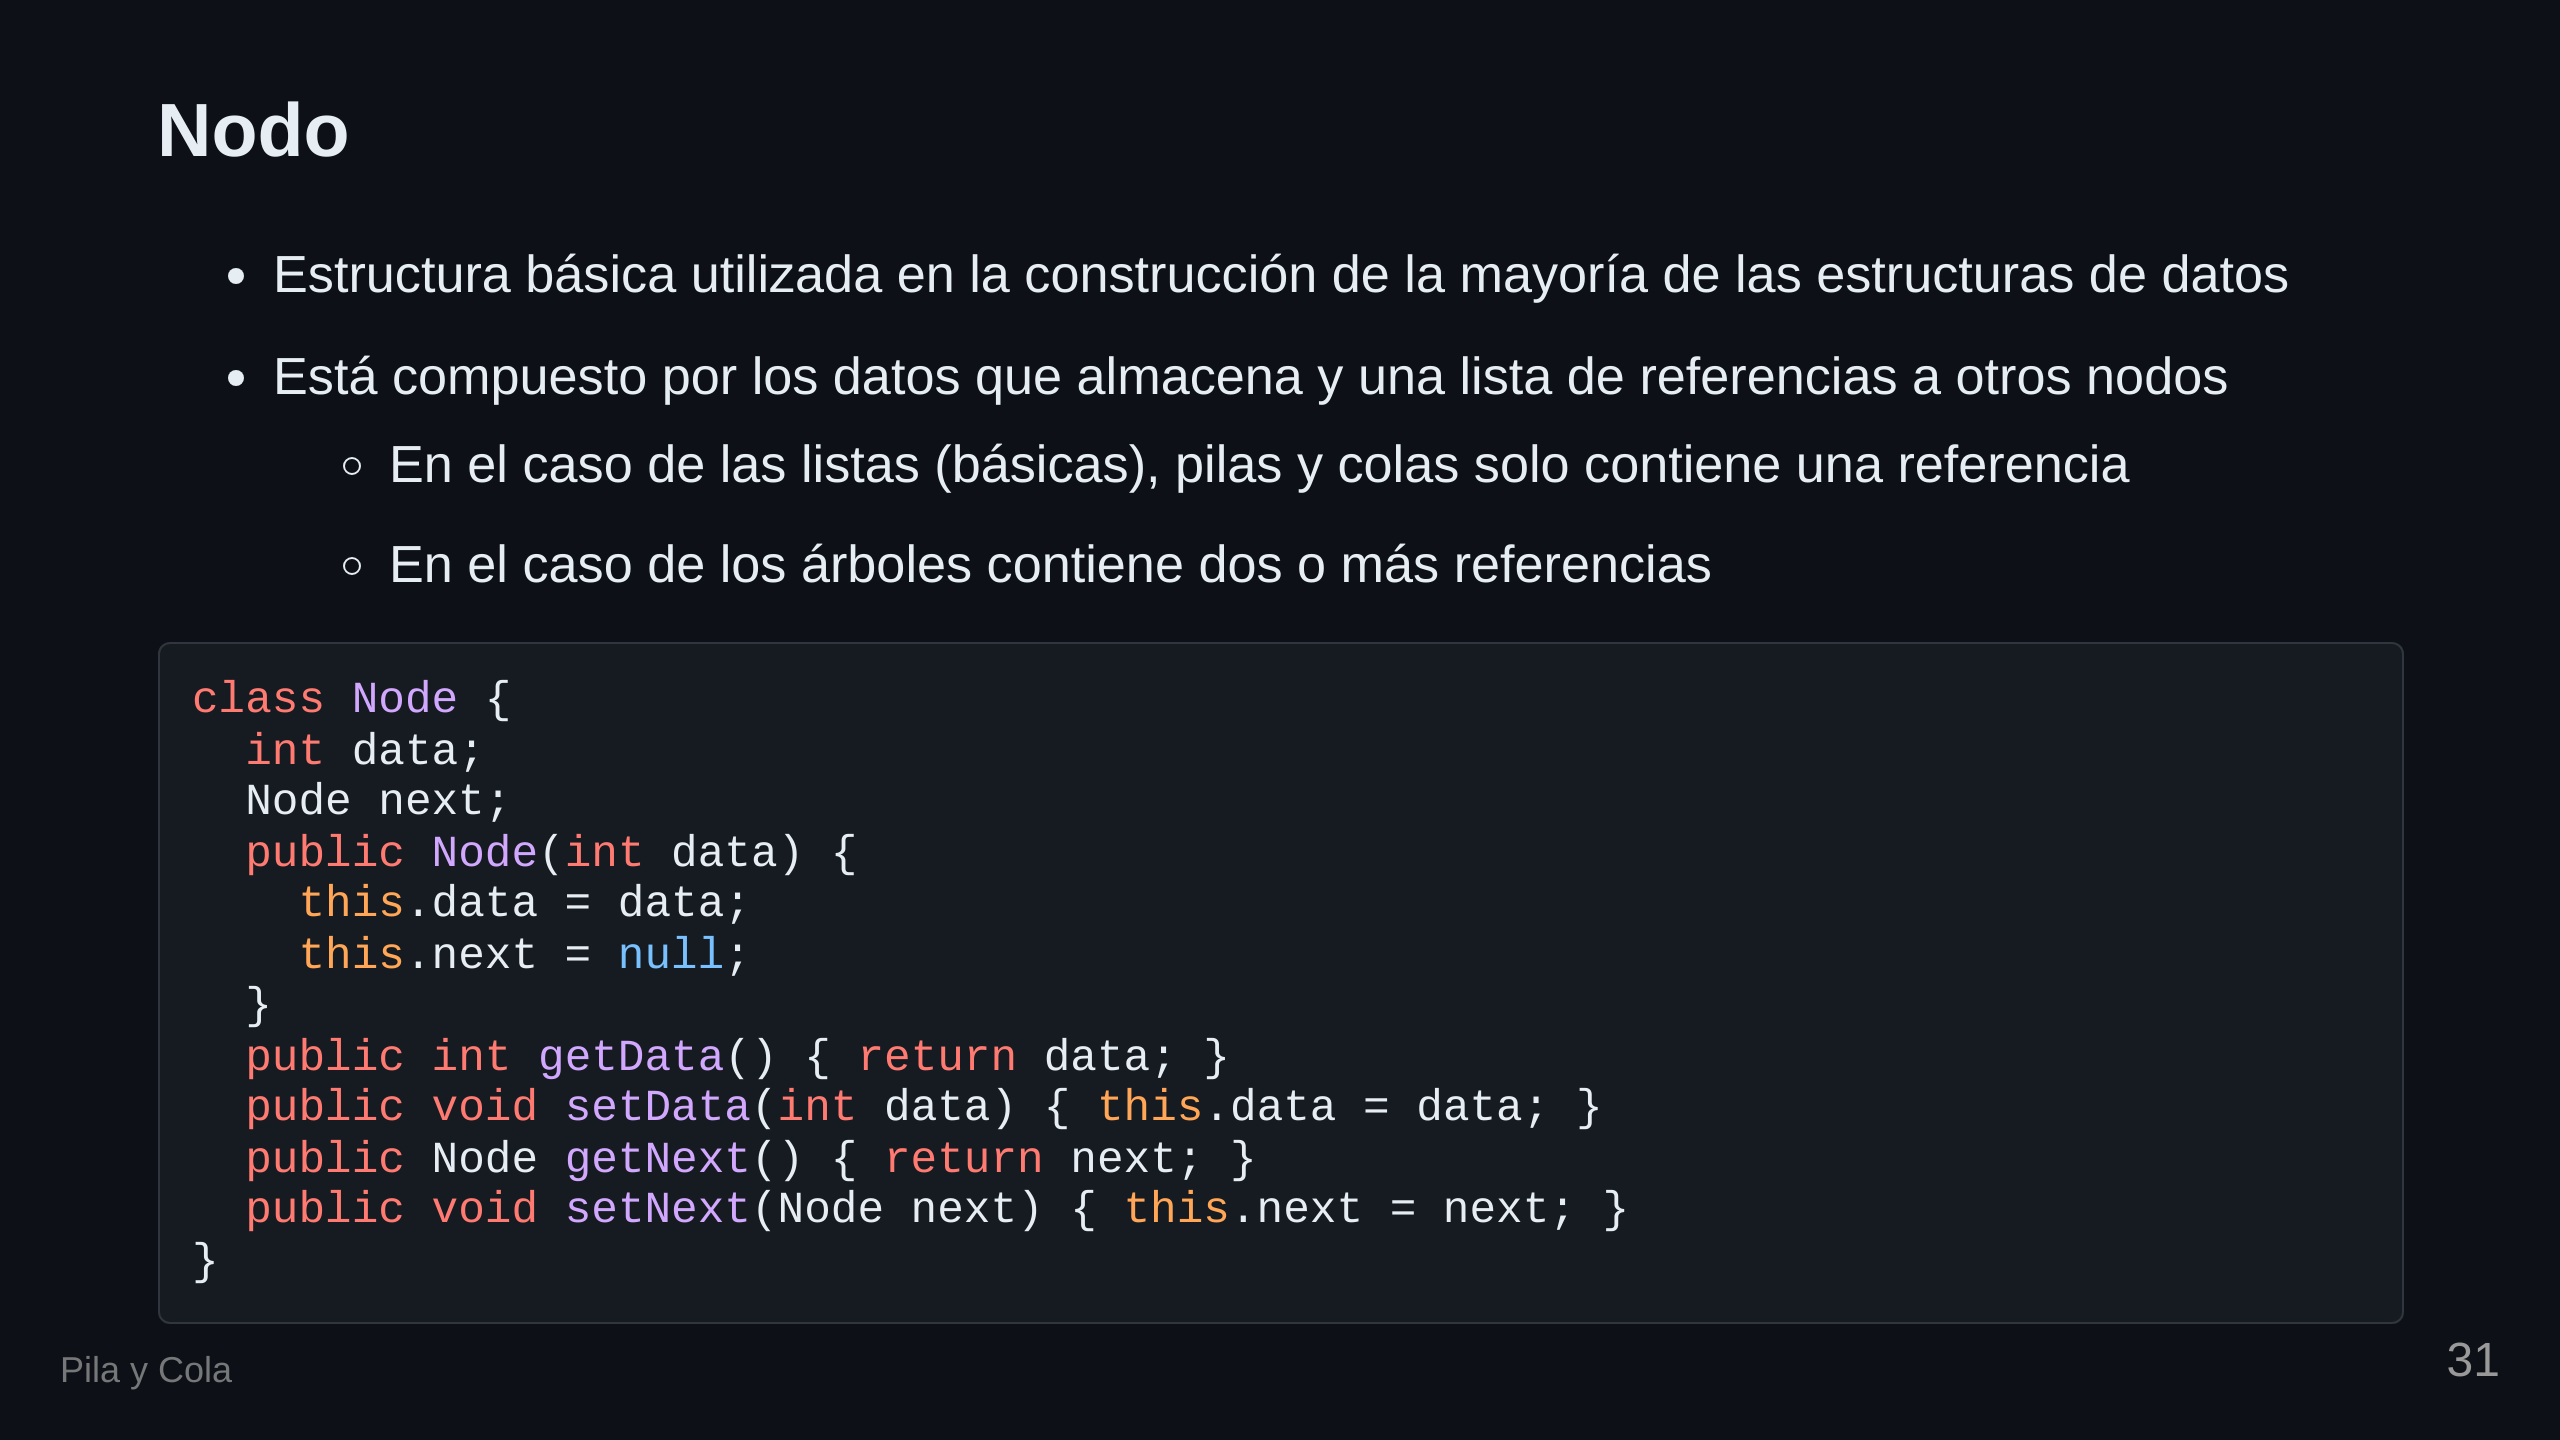 Nodo
• Estructura básica utilizada en la construcción de la mayoría de las estructuras de datos
• Está compuesto por los datos que almacena y una lista de referencias a otros nodos
◦ En el caso de las listas (básicas), pilas y colas solo contiene una referencia
◦ En el caso de los árboles contiene dos o más referencias
class Node {
  int data;
  Node next;
  public Node(int data) {
    this.data = data;
    this.next = null;
  }
  public int getData() { return data; }
  public void setData(int data) { this.data = data; }
  public Node getNext() { return next; }
  public void setNext(Node next) { this.next = next; }
}
Pila y Cola
31